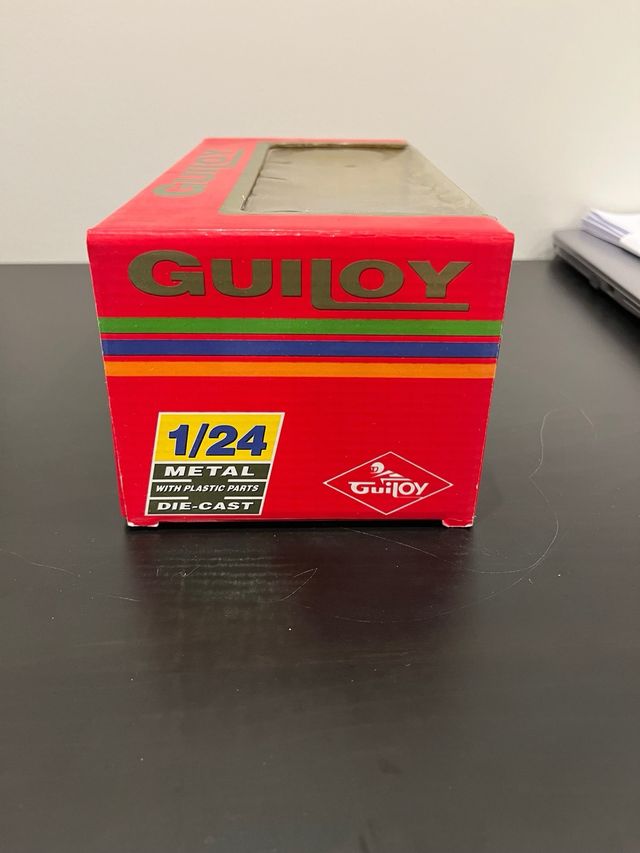 GUILOY
GUILOY
1/24
METAL
WITH PLASTIC PARTS
DIE-CAST
GUILOY